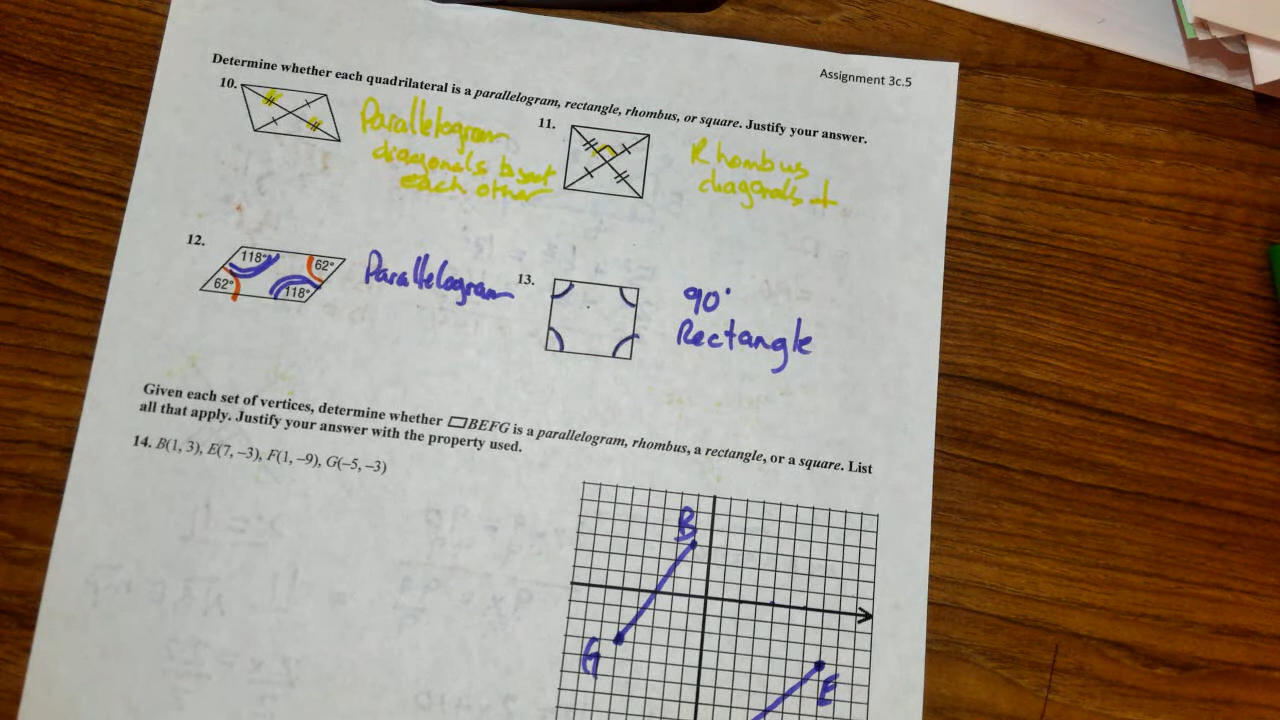 Assignment 3c.5
Determine whether each quadrilateral is a parallelogram, rectangle, rhombus, or square. Justify your answer.
10.
Parallelogram
diagonals
each other
11.
Rhombus
diagonals ⊥
12.
118°
62°
62°
118°
Parallelogram
13.
90°
Rectangle
Given each set of vertices, determine whether ▱BEFG is a parallelogram, rhombus, a rectangle, or a square. List
all that apply. Justify your answer with the property used.
14. B(1, 3), E(7, –3), F(1, –9), G(–5, –3)
B
G
E